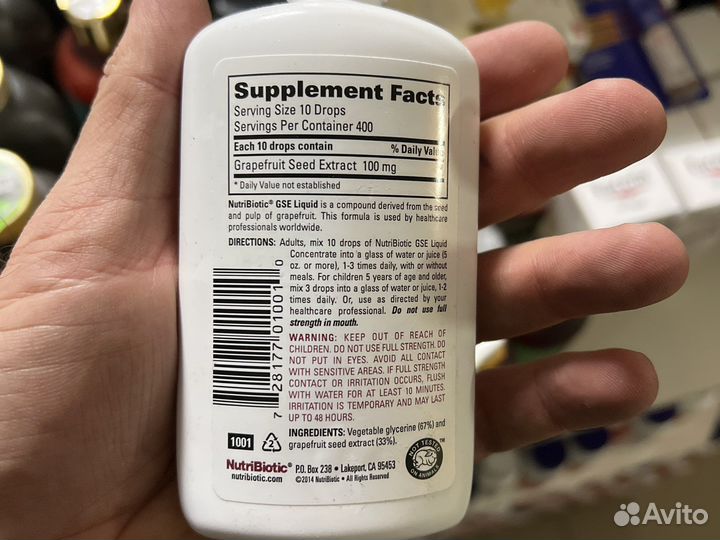 Supplement Facts
Serving Size 10 Drops
Servings Per Container 400
Each 10 drops contain % Daily Value
Grapefruit Seed Extract 100 mg *
* Daily Value not established
NutriBiotic® GSE Liquid is a compound derived from the seed
and pulp of grapefruit. This formula is used by healthcare
professionals worldwide.
DIRECTIONS: Adults, mix 10 drops of NutriBiotic GSE Liquid
Concentrate into a glass of water or juice (5
oz. or more), 1-3 times daily, with or without
meals. For children 5 years of age and older,
mix 3 drops into a glass of water or juice, 1-2
times daily. Or, use as directed by your
healthcare professional. Do not use full
strength in mouth.
WARNING: KEEP OUT OF REACH OF
CHILDREN. DO NOT USE FULL STRENGTH. DO
NOT PUT IN EYES. AVOID ALL CONTACT
WITH SENSITIVE AREAS. IF FULL STRENGTH
CONTACT OR IRRITATION OCCURS, FLUSH
WITH WATER FOR AT LEAST 10 MINUTES.
IRRITATION IS TEMPORARY AND MAY LAST
UP TO 48 HOURS.
7 28177 01001 0
INGREDIENTS: Vegetable glycerine (67%) and
grapefruit seed extract (33%).
1001
2
NOT TESTED ON ANIMALS ™
NutriBiotic® P.O. Box 238 • Lakeport, CA 95453
nutribiotic.com ©2014 NutriBiotic • All Rights Reserved
Avito